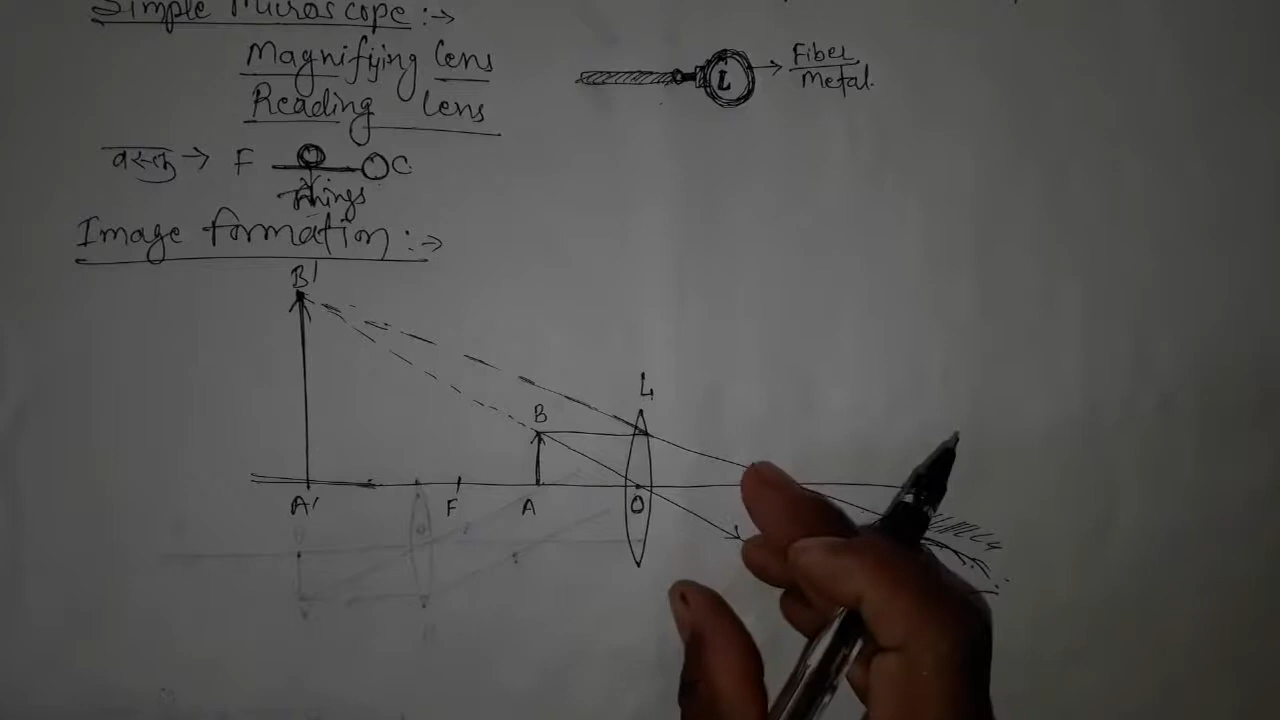 Simple Microscope :→
Magnifying lens
Reading lens
Fiber
Metal.
L
वस्तु → F O C
Things
Image formation :→
B'
L
B
A' F A O